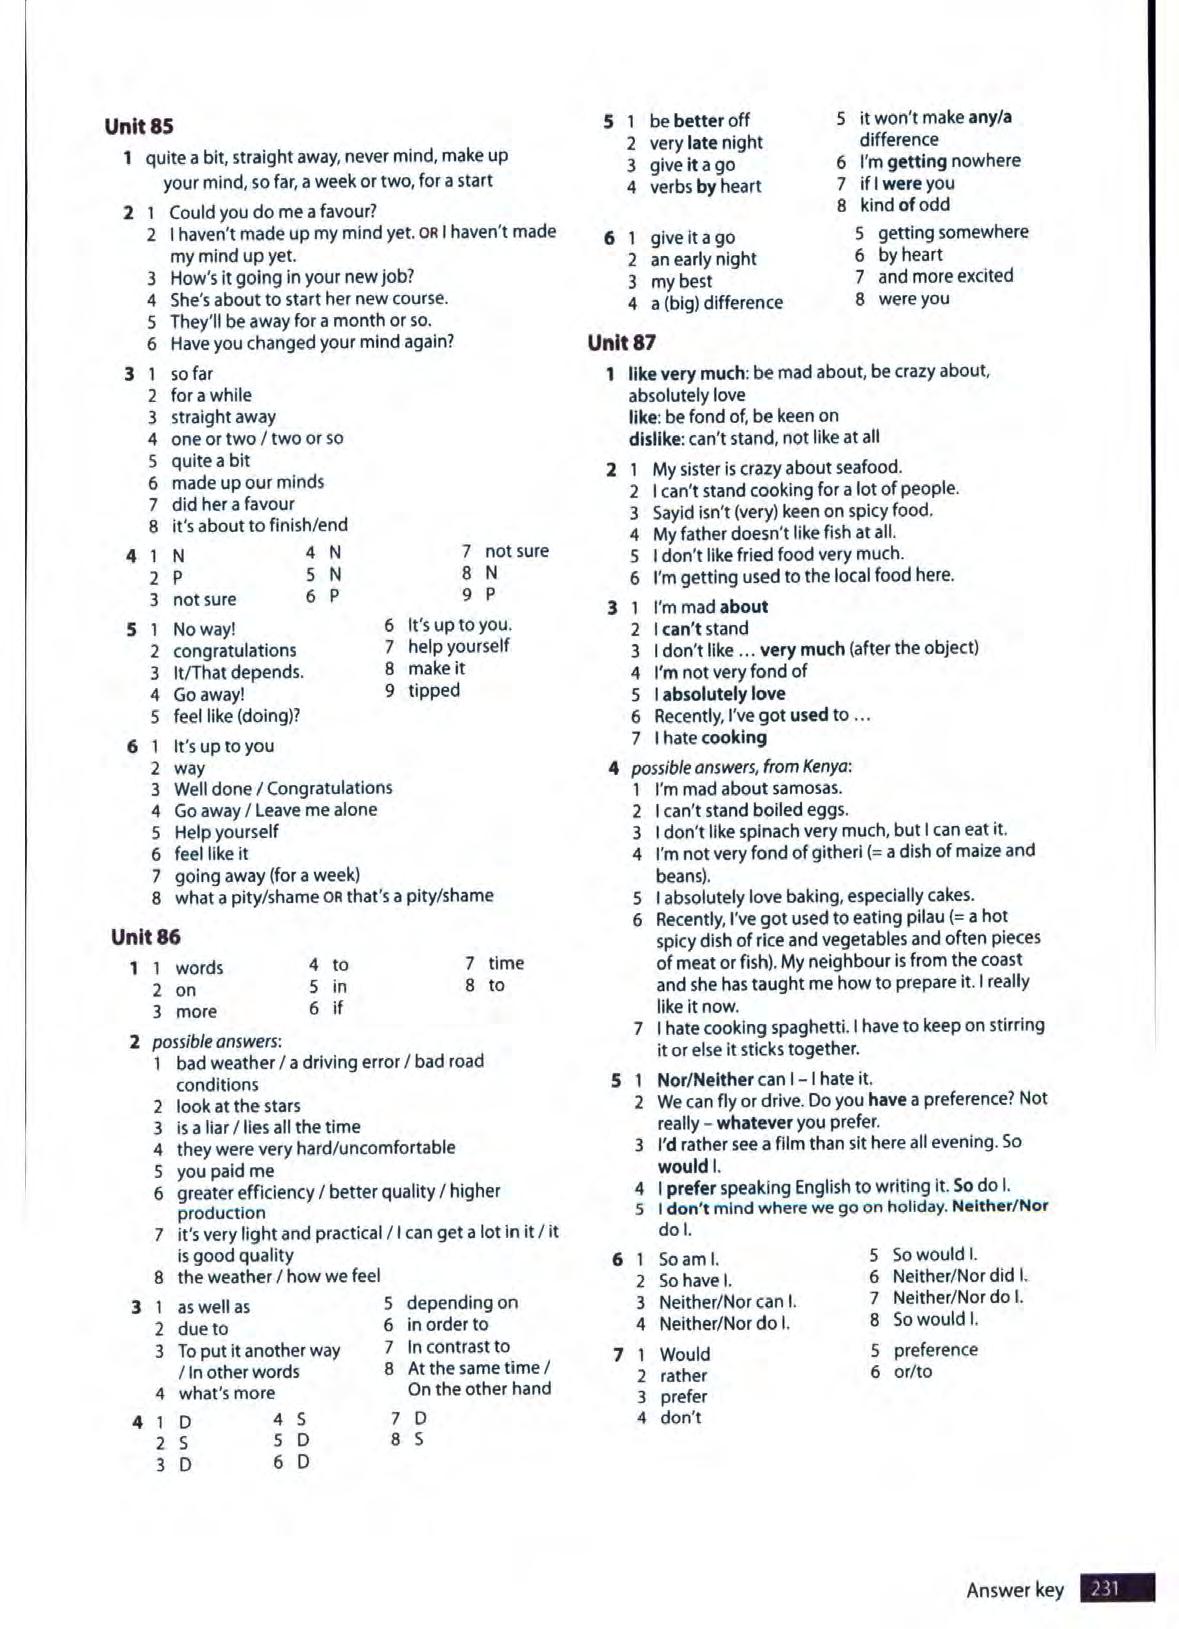 Unit 85
1 quite a bit, straight away, never mind, make up
your mind, so far, a week or two, for a start
2 1 Could you do me a favour?
2 I haven't made up my mind yet. OR I haven't made
my mind up yet.
3 How's it going in your new job?
4 She's about to start her new course.
5 They'll be away for a month or so.
6 Have you changed your mind again?
3 1 so far
2 for a while
3 straight away
4 one or two / two or so
5 quite a bit
6 made up our minds
7 did her a favour
8 it's about to finish/end
4 1 N 4 N 7 not sure
2 P 5 N 8 N
3 not sure 6 P 9 P
5 1 No way! 6 It's up to you.
2 congratulations 7 help yourself
3 It/That depends. 8 make it
4 Go away! 9 tipped
5 feel like (doing)?
6 1 It's up to you
2 way
3 Well done / Congratulations
4 Go away / Leave me alone
5 Help yourself
6 feel like it
7 going away (for a week)
8 what a pity/shame OR that's a pity/shame
Unit 86
1 1 words 4 to 7 time
2 on 5 in 8 to
3 more 6 if
2 possible answers:
1 bad weather / a driving error / bad road
conditions
2 look at the stars
3 is a liar / lies all the time
4 they were very hard/uncomfortable
5 you paid me
6 greater efficiency / better quality / higher
production
7 it's very light and practical / I can get a lot in it / it
is good quality
8 the weather / how we feel
3 1 as well as 5 depending on
2 due to 6 in order to
3 To put it another way 7 In contrast to
/ In other words 8 At the same time /
4 what's more On the other hand
4 1 D 4 S 7 D
2 S 5 D 8 S
3 D 6 D
5 1 be better off 5 it won't make any/a
2 very late night difference
3 give it a go 6 I'm getting nowhere
4 verbs by heart 7 if I were you
8 kind of odd
6 1 give it a go 5 getting somewhere
2 an early night 6 by heart
3 my best 7 and more excited
4 a (big) difference 8 were you
Unit 87
1 like very much: be mad about, be crazy about,
absolutely love
like: be fond of, be keen on
dislike: can't stand, not like at all
2 1 My sister is crazy about seafood.
2 I can't stand cooking for a lot of people.
3 Sayid isn't (very) keen on spicy food.
4 My father doesn't like fish at all.
5 I don't like fried food very much.
6 I'm getting used to the local food here.
3 1 I'm mad about
2 I can't stand
3 I don't like ... very much (after the object)
4 I'm not very fond of
5 I absolutely love
6 Recently, I've got used to ...
7 I hate cooking
4 possible answers, from Kenya:
1 I'm mad about samosas.
2 I can't stand boiled eggs.
3 I don't like spinach very much, but I can eat it.
4 I'm not very fond of githeri (= a dish of maize and
beans).
5 I absolutely love baking, especially cakes.
6 Recently, I've got used to eating pilau (= a hot
spicy dish of rice and vegetables and often pieces
of meat or fish). My neighbour is from the coast
and she has taught me how to prepare it. I really
like it now.
7 I hate cooking spaghetti. I have to keep on stirring
it or else it sticks together.
5 1 Nor/Neither can I – I hate it.
2 We can fly or drive. Do you have a preference? Not
really – whatever you prefer.
3 I'd rather see a film than sit here all evening. So
would I.
4 I prefer speaking English to writing it. So do I.
5 I don't mind where we go on holiday. Neither/Nor
do I.
6 1 So am I. 5 So would I.
2 So have I. 6 Neither/Nor did I.
3 Neither/Nor can I. 7 Neither/Nor do I.
4 Neither/Nor do I. 8 So would I.
7 1 Would 5 preference
2 rather 6 or/to
3 prefer
4 don't
Answer key 231